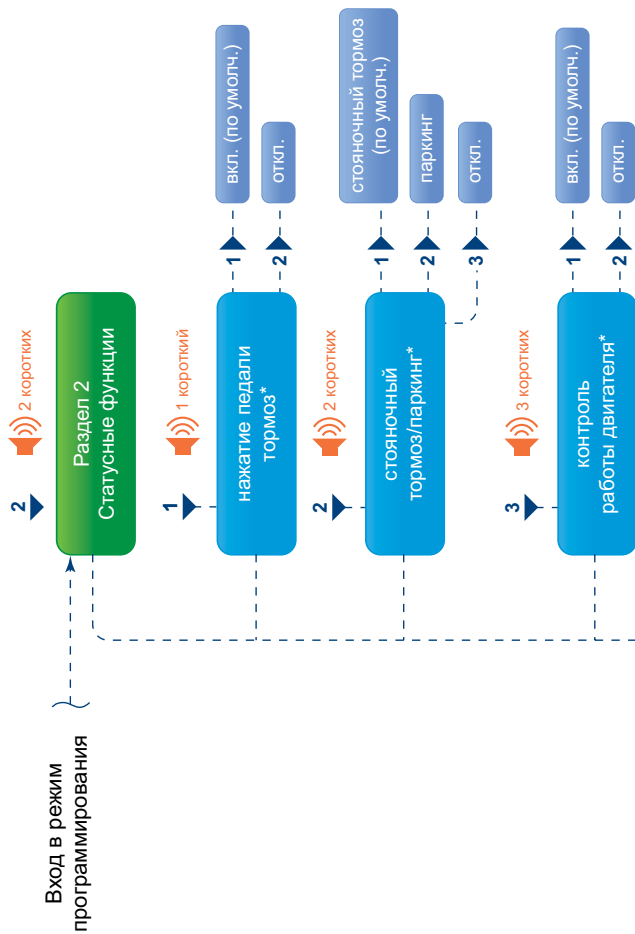 Вход в режим
программирования
2
2 коротких
Раздел 2
Статусные функции
1
1 короткий
нажатие педали
тормоз*
1
вкл. (по умолч.)
2
откл.
2
2 коротких
стояночный
тормоз/паркинг*
1
стояночный тормоз
(по умолч.)
2
паркинг
3
откл.
3
3 коротких
контроль
работы двигателя*
1
вкл. (по умолч.)
2
откл.